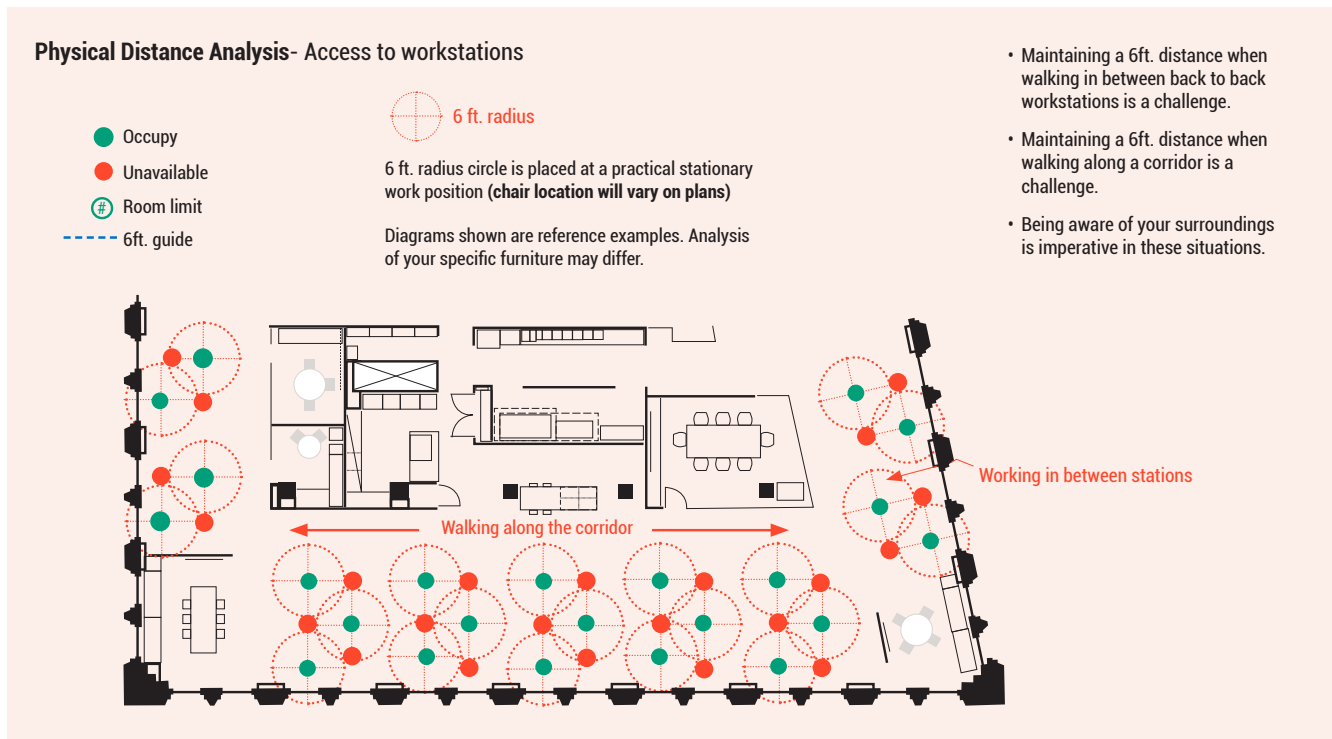 Physical Distance Analysis- Access to workstations
Occupy
Unavailable
# Room limit
6ft. guide
6 ft. radius
6 ft. radius circle is placed at a practical stationary
work position (chair location will vary on plans)
Diagrams shown are reference examples. Analysis
of your specific furniture may differ.
• Maintaining a 6ft. distance when
walking in between back to back
workstations is a challenge.
• Maintaining a 6ft. distance when
walking along a corridor is a
challenge.
• Being aware of your surroundings
is imperative in these situations.
Working in between stations
Walking along the corridor